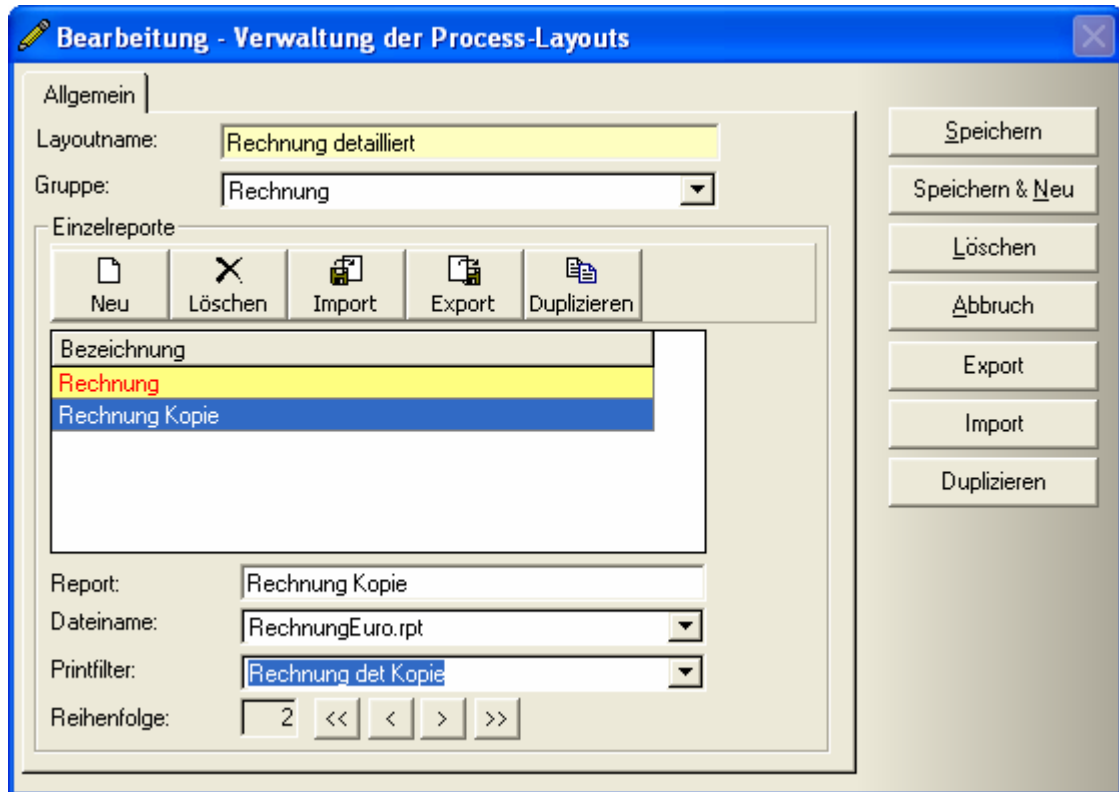 Bearbeitung - Verwaltung der Process-Layouts
Allgemein
Layoutname: Rechnung detailliert
Gruppe: Rechnung
Einzelreporte
Neu Löschen Import Export Duplizieren
Bezeichnung
Rechnung
Rechnung Kopie
Report: Rechnung Kopie
Dateiname: RechnungEuro.rpt
Printfilter: Rechnung det Kopie
Reihenfolge: 2 << < > >>
Speichern
Speichern & Neu
Löschen
Abbruch
Export
Import
Duplizieren